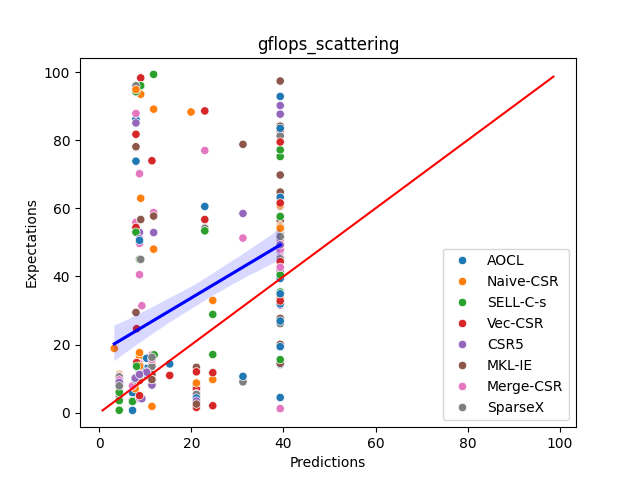 gflops_scattering
Expectations
100
80
60
40
20
0
0 20 40 60 80 100
Predictions
AOCL
Naive-CSR
SELL-C-s
Vec-CSR
CSR5
MKL-IE
Merge-CSR
SparseX